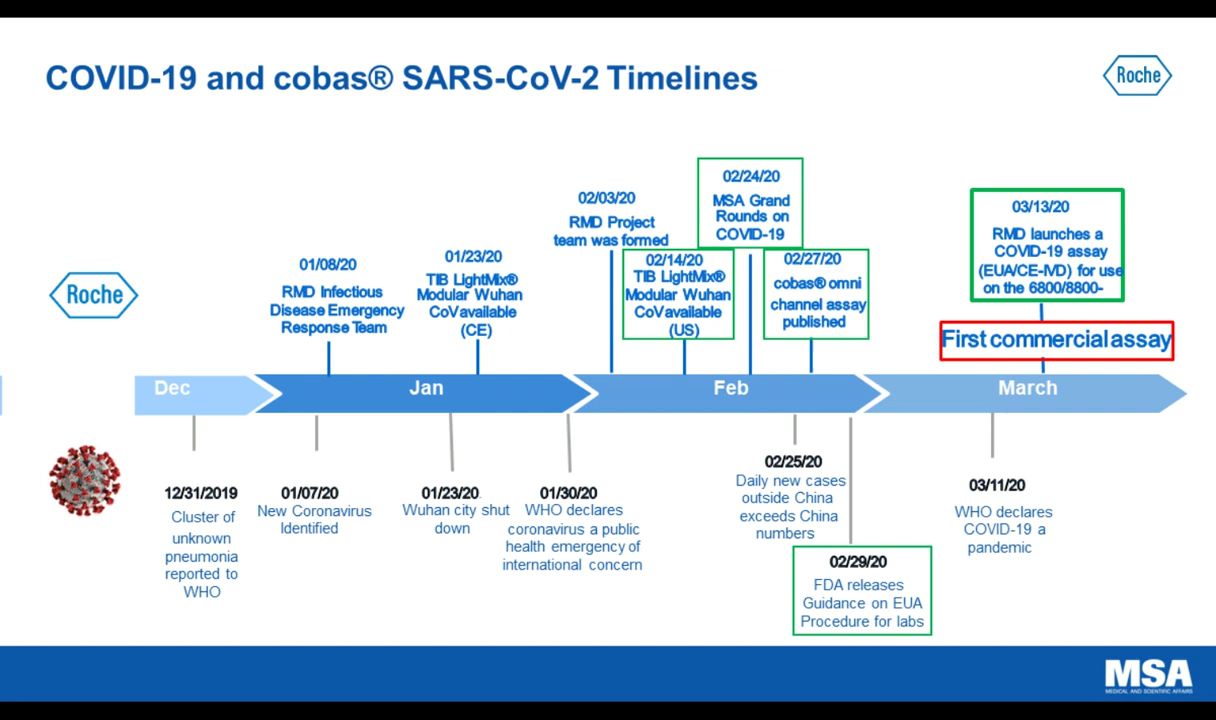 COVID-19 and cobas® SARS-CoV-2 Timelines
Roche
02/24/20
MSA Grand
Rounds on
COVID-19
02/03/20
RMD Project
team was formed
03/13/20
RMD launches a
COVID-19 assay
(EUA/CE-IVD) for use
on the 6800/8800-
01/08/20
RMD Infectious
Disease Emergency
Response Team
01/23/20
TIB LightMix®
Modular Wuhan
CoV available
(CE)
02/14/20
TIB LightMix®
Modular Wuhan
CoV available
(US)
02/27/20
cobas® omni
channel assay
published
Roche
First commercial assay
Dec
Jan
Feb
March
12/31/2019
Cluster of
unknown
pneumonia
reported to
WHO
01/07/20
New Coronavirus
Identified
01/23/20
Wuhan city shut
down
01/30/20
WHO declares
coronavirus a public
health emergency of
international concern
02/25/20
Daily new cases
outside China
exceeds China
numbers
02/29/20
FDA releases
Guidance on EUA
Procedure for labs
03/11/20
WHO declares
COVID-19 a
pandemic
MSA
MEDICAL AND SCIENTIFIC AFFAIRS